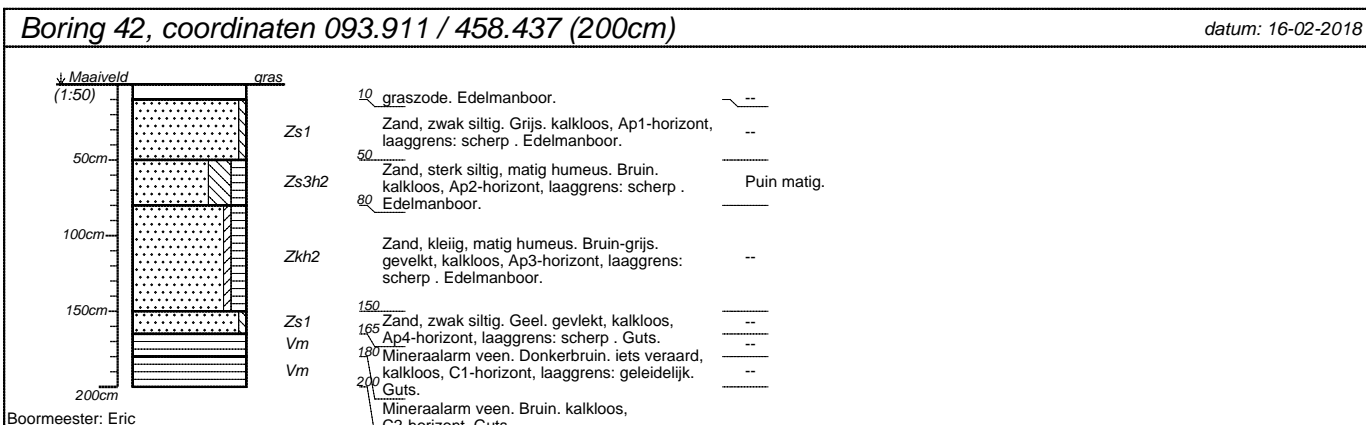 Boring 42, coordinaten 093.911 / 458.437 (200cm)
datum: 16-02-2018
Maaiveld
gras
(1:50)
10
graszode. Edelmanboor.
--
Zs1
Zand, zwak siltig. Grijs. kalkloos, Ap1-horizont,
laaggrens: scherp . Edelmanboor.
--
50cm
50
Zs3h2
Zand, sterk siltig, matig humeus. Bruin.
kalkloos, Ap2-horizont, laaggrens: scherp .
Edelmanboor.
Puin matig.
80
100cm
Zkh2
Zand, kleiig, matig humeus. Bruin-grijs.
gevelkt, kalkloos, Ap3-horizont, laaggrens:
scherp . Edelmanboor.
--
150cm
150
Zs1
Zand, zwak siltig. Geel. gevlekt, kalkloos,
Ap4-horizont, laaggrens: scherp . Guts.
--
165
Vm
Mineraalarm veen. Donkerbruin. iets veraard,
kalkloos, C1-horizont, laaggrens: geleidelijk.
Guts.
--
180
Vm
Mineraalarm veen. Bruin. kalkloos,
C2-horizont. Guts.
--
200
200cm
Boormeester: Eric